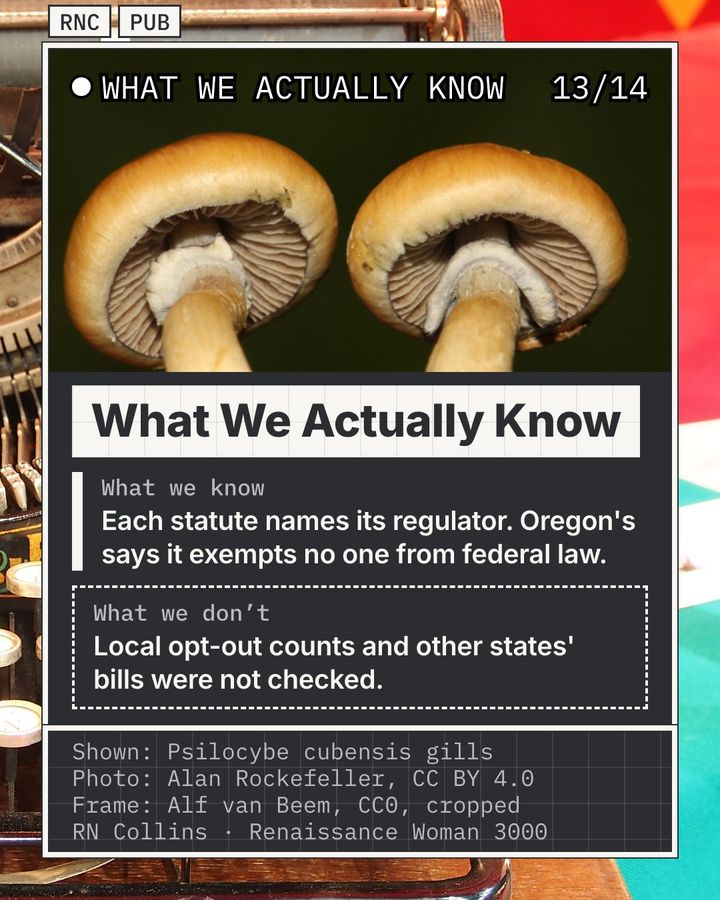 RNC PUB
WHAT WE ACTUALLY KNOW 13/14
What We Actually Know
What we know
Each statute names its regulator. Oregon's
says it exempts no one from federal law.
What we don’t
Local opt-out counts and other states'
bills were not checked.
Shown: Psilocybe cubensis gills
Photo: Alan Rockefeller, CC BY 4.0
Frame: Alf van Beem, CC0, cropped
RN Collins · Renaissance Woman 3000